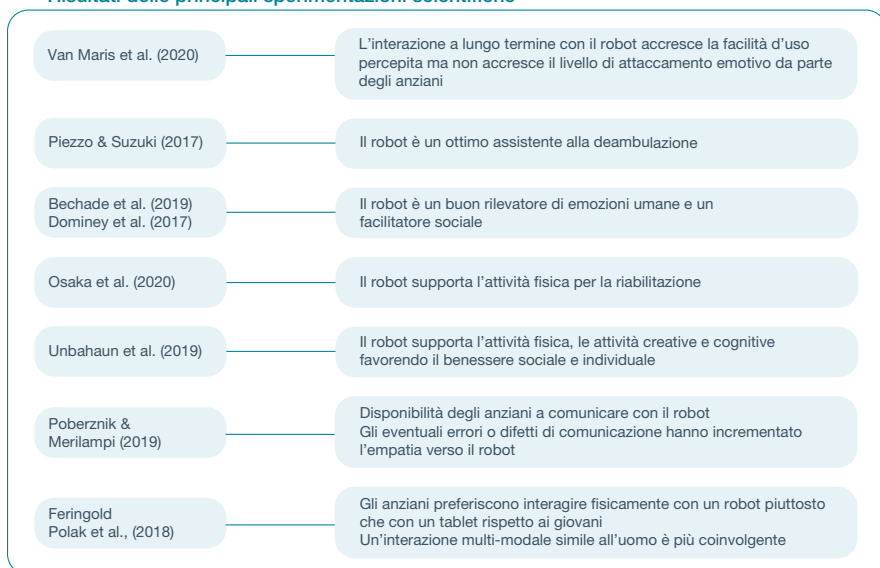 Risultati delle principali sperimentazioni scientifiche
Van Maris et al. (2020)
L'interazione a lungo termine con il robot accresce la facilità d'uso
percepita ma non accresce il livello di attaccamento emotivo da parte
degli anziani
Piezzo & Suzuki (2017)
Il robot è un ottimo assistente alla deambulazione
Bechade et al. (2019)
Dominey et al. (2017)
Il robot è un buon rilevatore di emozioni umane e un
facilitatore sociale
Osaka et al. (2020)
Il robot supporta l'attività fisica per la riabilitazione
Unbahaun et al. (2019)
Il robot supporta l'attività fisica, le attività creative e cognitive
favorendo il benessere sociale e individuale
Poberznik &
Merilampi (2019)
Disponibilità degli anziani a comunicare con il robot
Gli eventuali errori o difetti di comunicazione hanno incrementato
l'empatia verso il robot
Feringold
Polak et al., (2018)
Gli anziani preferiscono interagire fisicamente con un robot piuttosto
che con un tablet rispetto ai giovani
Un'interazione multi-modale simile all'uomo è più coinvolgente